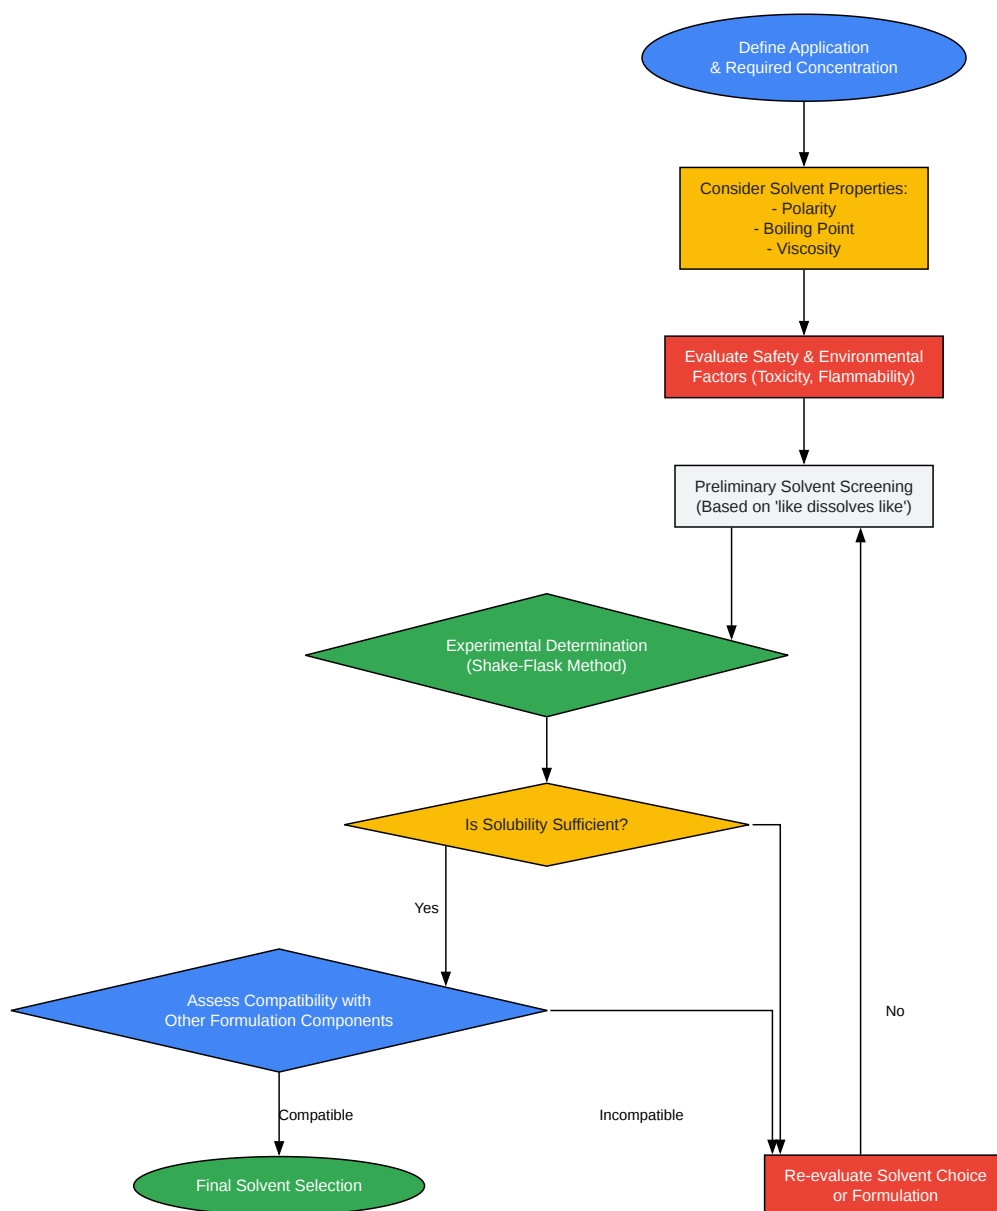 Define Application
& Required Concentration
Consider Solvent Properties:
- Polarity
- Boiling Point
- Viscosity
Evaluate Safety & Environmental
Factors (Toxicity, Flammability)
Preliminary Solvent Screening
(Based on 'like dissolves like')
Experimental Determination
(Shake-Flask Method)
Is Solubility Sufficient?
Yes
Assess Compatibility with
Other Formulation Components
No
Compatible
Incompatible
Final Solvent Selection
Re-evaluate Solvent Choice
or Formulation